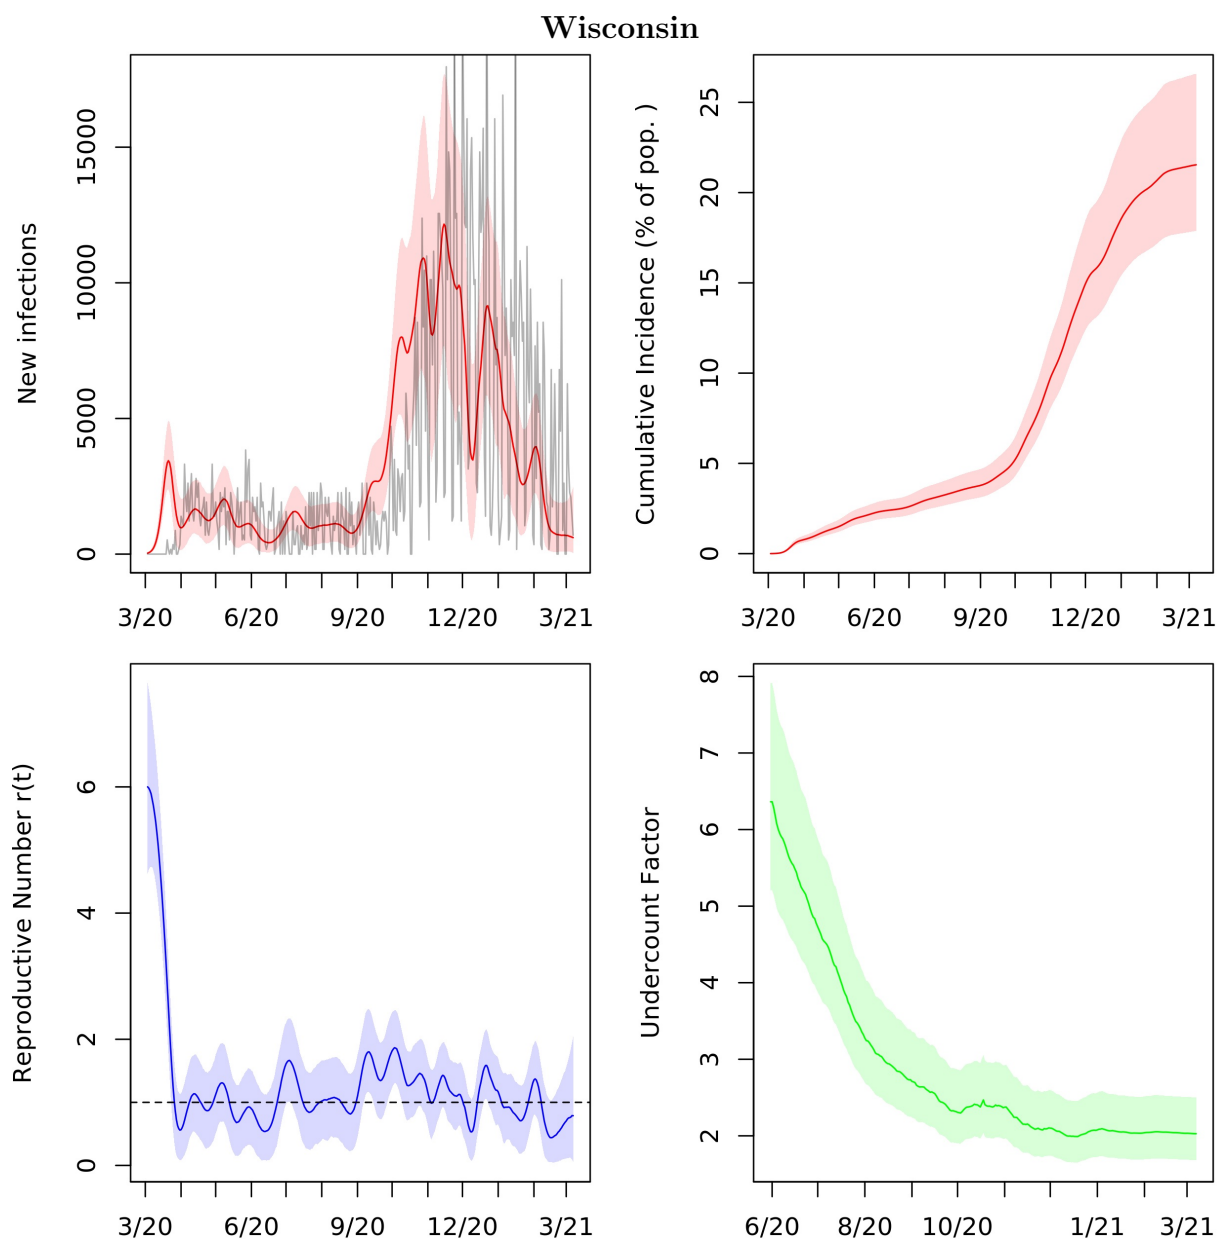 Wisconsin
New infections
15000
10000
5000
0
3/20 6/20 9/20 12/20 3/21
Cumulative Incidence (% of pop. )
25
20
15
10
5
0
3/20 6/20 9/20 12/20 3/21
Reproductive Number r(t)
6
4
2
0
3/20 6/20 9/20 12/20 3/21
Undercount Factor
8
7
6
5
4
3
2
6/20 8/20 10/20 1/21 3/21